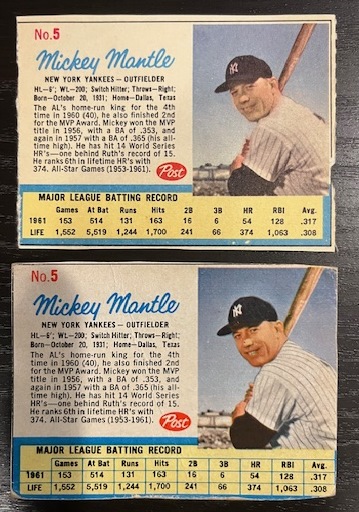 No.5
Mickey Mantle
NEW YORK YANKEES—OUTFIELDER
Ht.—6'; Wt.—200; Switch Hitter; Throws—Right;
Born—October 20, 1931; Home—Dallas, Texas
The AL's home-run king for the 4th
time in 1960 (40), he also finished 2nd
for the MVP Award. Mickey won the MVP
title in 1956, with a BA of .353, and
again in 1957 with a BA of .365 (his all-
time high). He has hit 14 World Series
HR's—one behind Ruth's record of 15.
He ranks 6th in lifetime HR's with
374. All-Star Games (1953-1961).
Post
MAJOR LEAGUE BATTING RECORD
Games At Bat Runs Hits 2B 3B HR RBI Avg.
1961 153 514 131 163 16 6 54 128 .317
LIFE 1,552 5,519 1,244 1,700 241 66 374 1,063 .308
No.5
Mickey Mantle
NEW YORK YANKEES—OUTFIELDER
Ht.—6'; Wt.—200; Switch Hitter; Throws—Right;
Born—October 20, 1931; Home—Dallas, Texas
The AL's home-run king for the 4th
time in 1960 (40), he also finished 2nd
for the MVP Award. Mickey won the MVP
title in 1956, with a BA of .353, and
again in 1957 with a BA of .365 (his all-
time high). He has hit 14 World Series
HR's—one behind Ruth's record of 15.
He ranks 6th in lifetime HR's with
374. All-Star Games (1953-1961).
Post
MAJOR LEAGUE BATTING RECORD
Games At Bat Runs Hits 2B 3B HR RBI Avg.
1961 153 514 131 163 16 6 54 128 .317
LIFE 1,552 5,519 1,244 1,700 241 66 374 1,063 .308